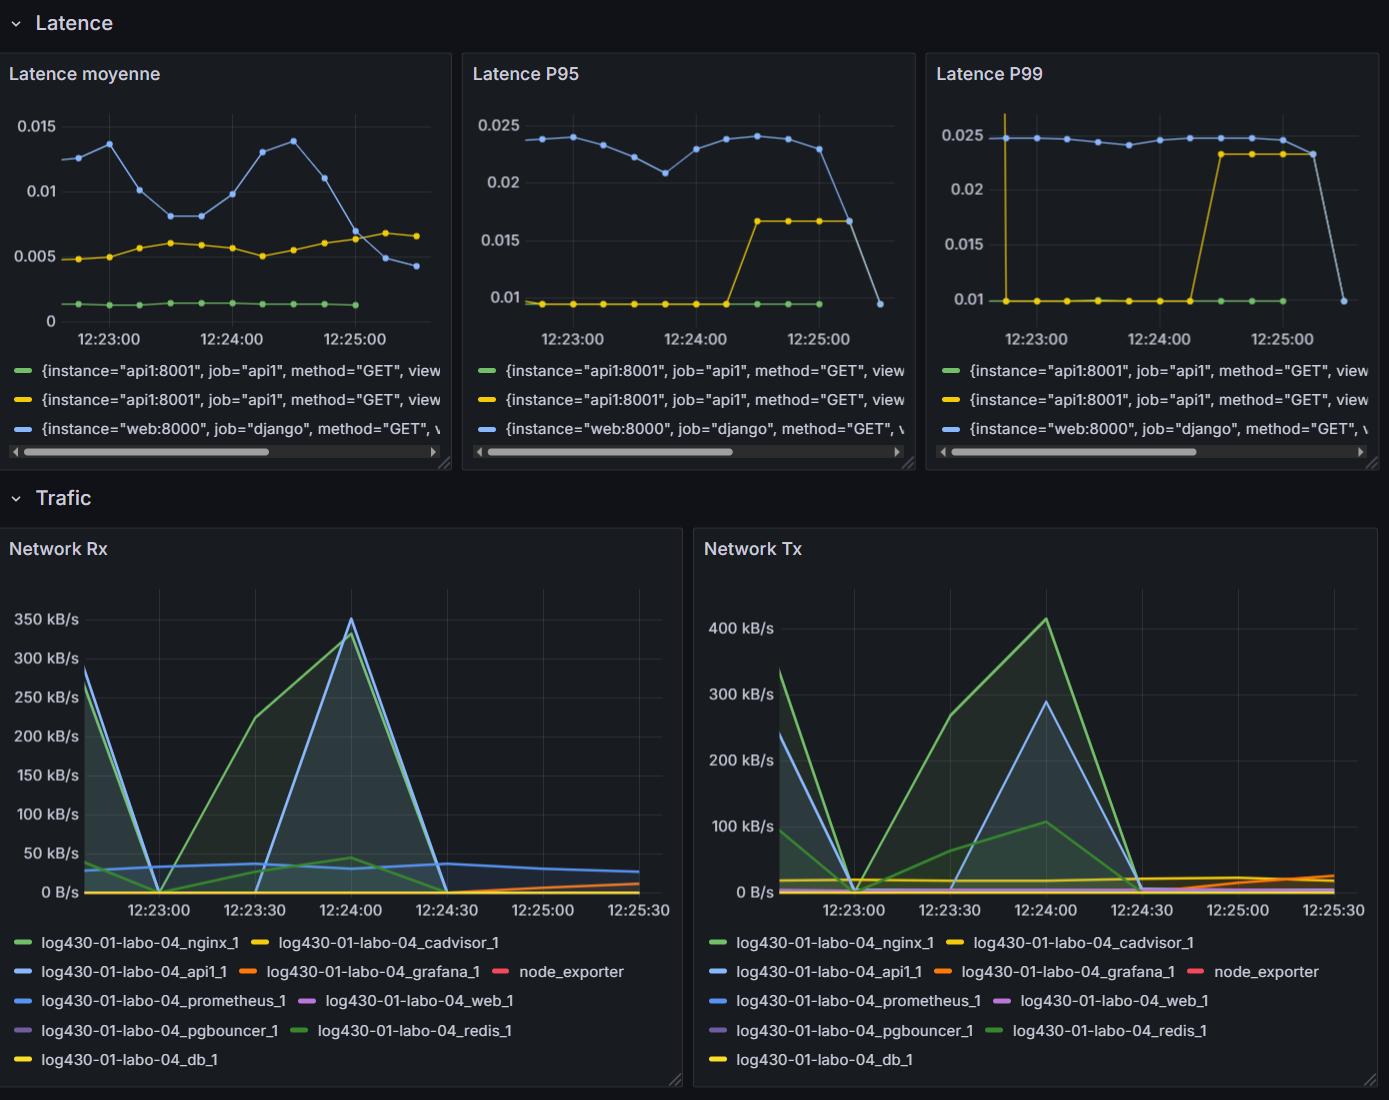 Latence
Latence moyenne
0.015
0.01
0.005
0
12:23:00 12:24:00 12:25:00
{instance="api1:8001", job="api1", method="GET", view
{instance="api1:8001", job="api1", method="GET", view
{instance="web:8000", job="django", method="GET", v
Latence P95
0.025
0.02
0.015
0.01
12:23:00 12:24:00 12:25:00
{instance="api1:8001", job="api1", method="GET", view
{instance="api1:8001", job="api1", method="GET", view
{instance="web:8000", job="django", method="GET", v
Latence P99
0.025
0.02
0.015
0.01
12:23:00 12:24:00 12:25:00
{instance="api1:8001", job="api1", method="GET", view
{instance="api1:8001", job="api1", method="GET", view
{instance="web:8000", job="django", method="GET", v
Trafic
Network Rx
350 kB/s
300 kB/s
250 kB/s
200 kB/s
150 kB/s
100 kB/s
50 kB/s
0 B/s
12:23:00 12:23:30 12:24:00 12:24:30 12:25:00 12:25:30
log430-01-labo-04_nginx_1 log430-01-labo-04_cadvisor_1
log430-01-labo-04_api1_1 log430-01-labo-04_grafana_1 node_exporter
log430-01-labo-04_prometheus_1 log430-01-labo-04_web_1
log430-01-labo-04_pgbouncer_1 log430-01-labo-04_redis_1
log430-01-labo-04_db_1
Network Tx
400 kB/s
300 kB/s
200 kB/s
100 kB/s
0 B/s
12:23:00 12:23:30 12:24:00 12:24:30 12:25:00 12:25:30
log430-01-labo-04_nginx_1 log430-01-labo-04_cadvisor_1
log430-01-labo-04_api1_1 log430-01-labo-04_grafana_1 node_exporter
log430-01-labo-04_prometheus_1 log430-01-labo-04_web_1
log430-01-labo-04_pgbouncer_1 log430-01-labo-04_redis_1
log430-01-labo-04_db_1